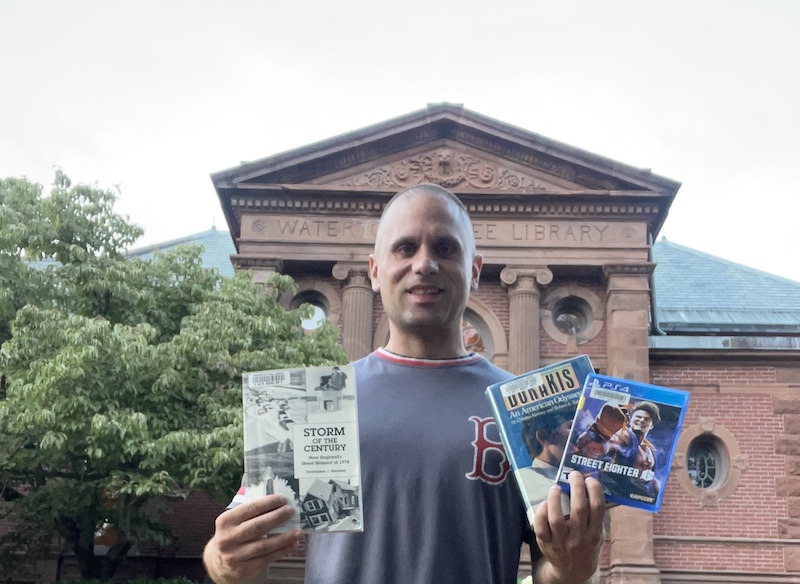 WATERTO EE LIBRARY
STORM
OF THE
CENTURY
New England's
Great Blizzard of 1978
DUKAKIS
An American Odyssey
PS4
STREET FIGHTER 6
CAPCOM
B